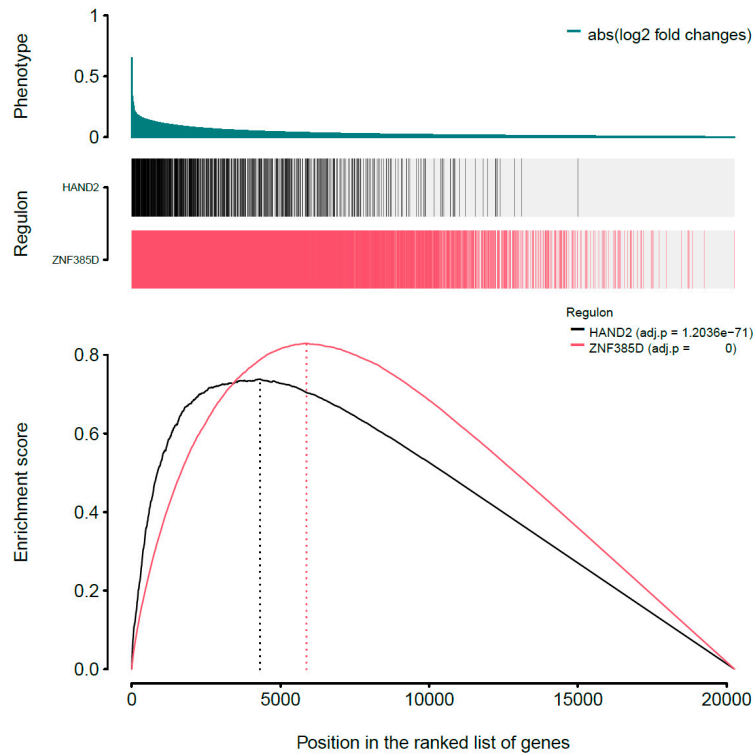 1
abs(log2 fold changes)
Phenotype
0.5
0
HAND2
Regulon
ZNF385D
Regulon
HAND2 (adj.p = 1.2036e−71)
ZNF385D (adj.p = 0)
0.8
0.6
Enrichment score
0.4
0.2
0.0
0 5000 10000 15000 20000
Position in the ranked list of genes